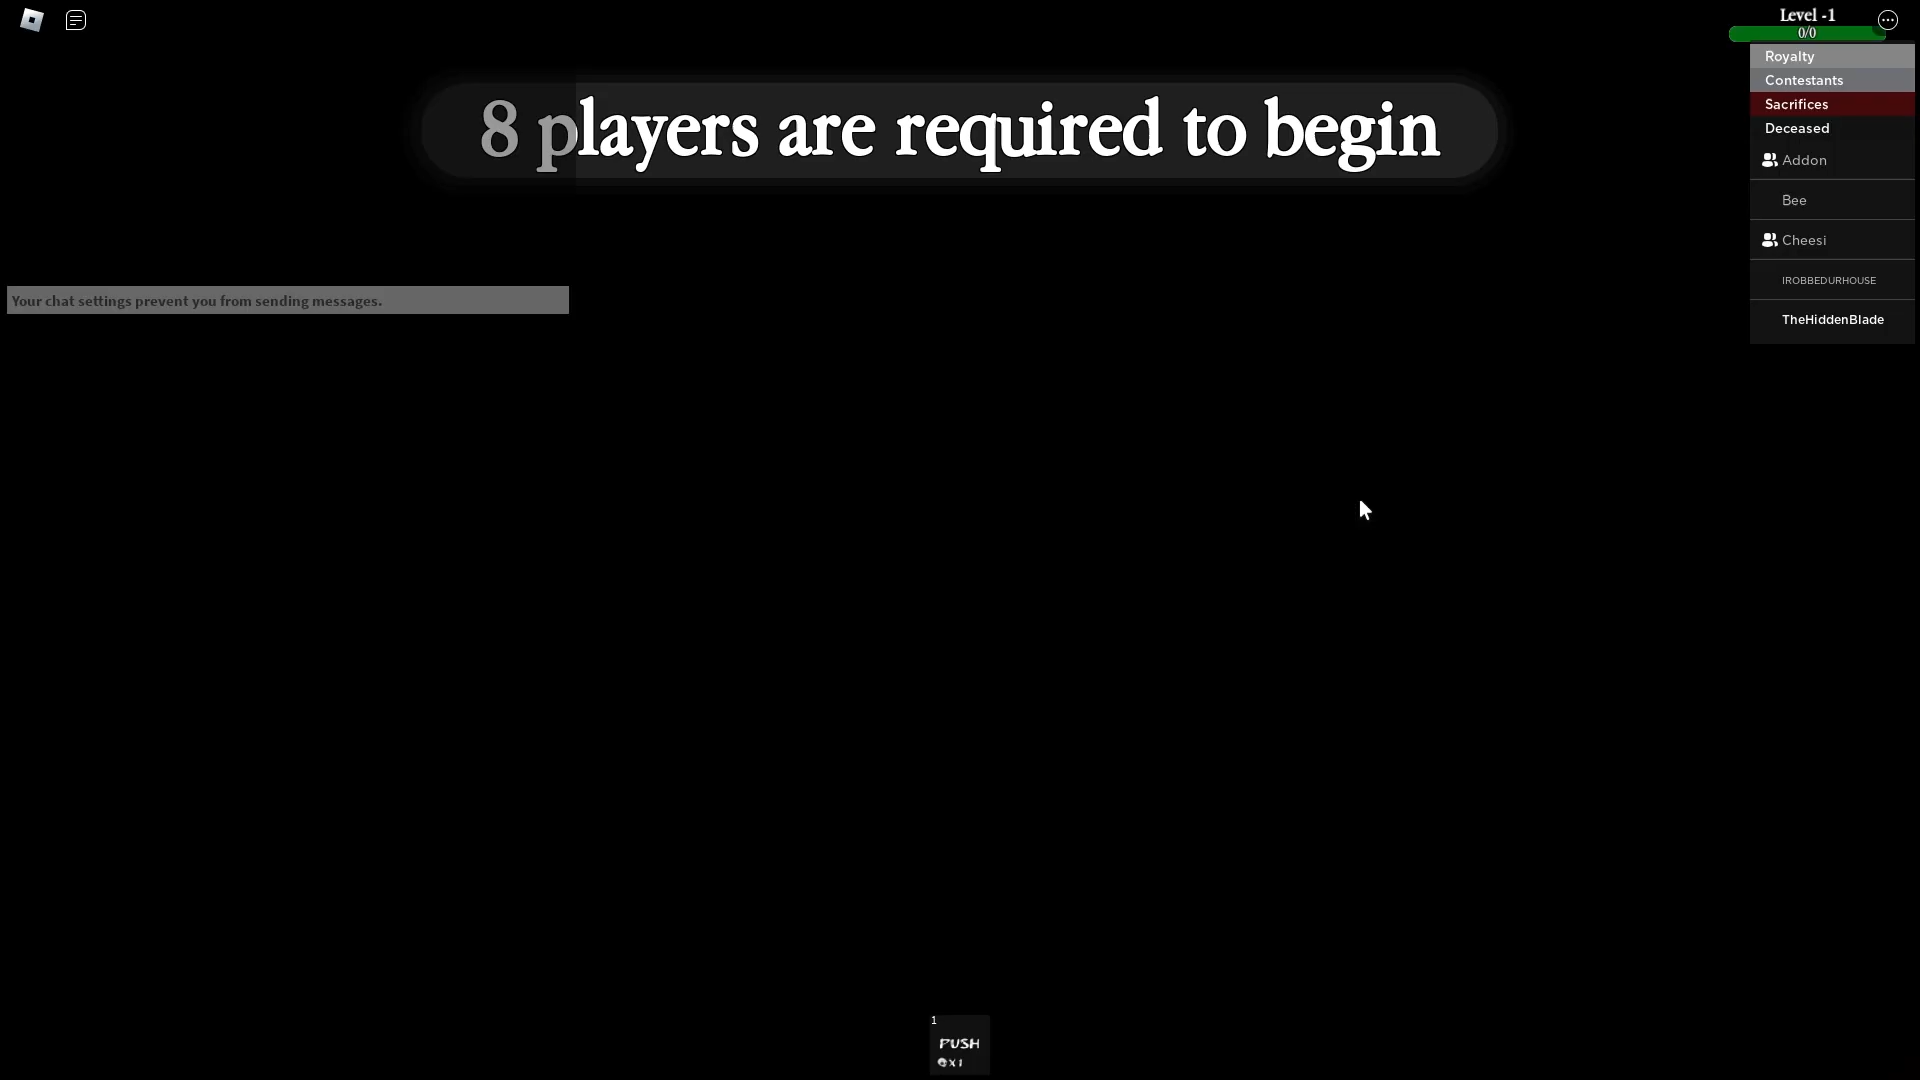 Level -1
0/0
8 players are required to begin
Royalty
Contestants
Sacrifices
Deceased
Addon
Bee
Cheesi
IROBBEDURHOUSE
TheHiddenBlade
Your chat settings prevent you from sending messages.
1
PUSH
X1